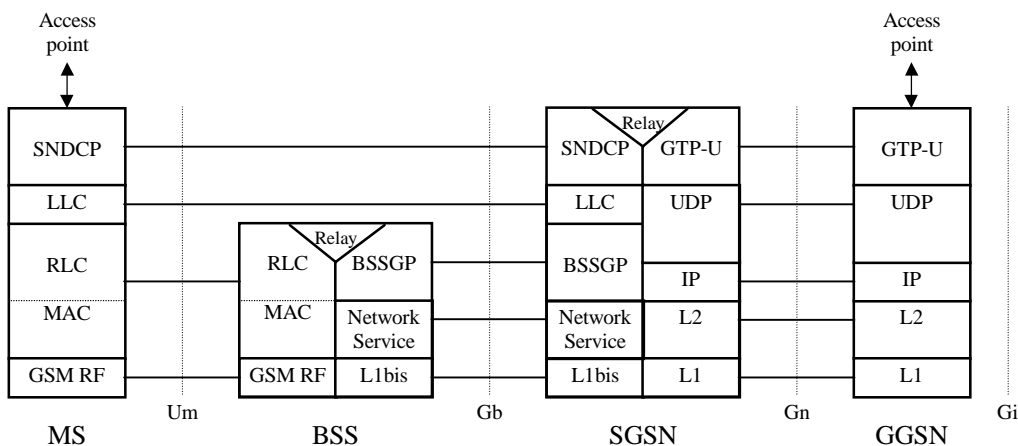 Access
point
Access
point
SNDCP
LLC
RLC
MAC
GSM RF
Relay
RLC
BSSGP
MAC
Network
Service
GSM RF
L1bis
Relay
SNDCP
GTP-U
LLC
UDP
BSSGP
IP
Network
Service
L2
L1bis
L1
GTP-U
UDP
IP
L2
L1
Um
Gb
Gn
Gi
MS
BSS
SGSN
GGSN